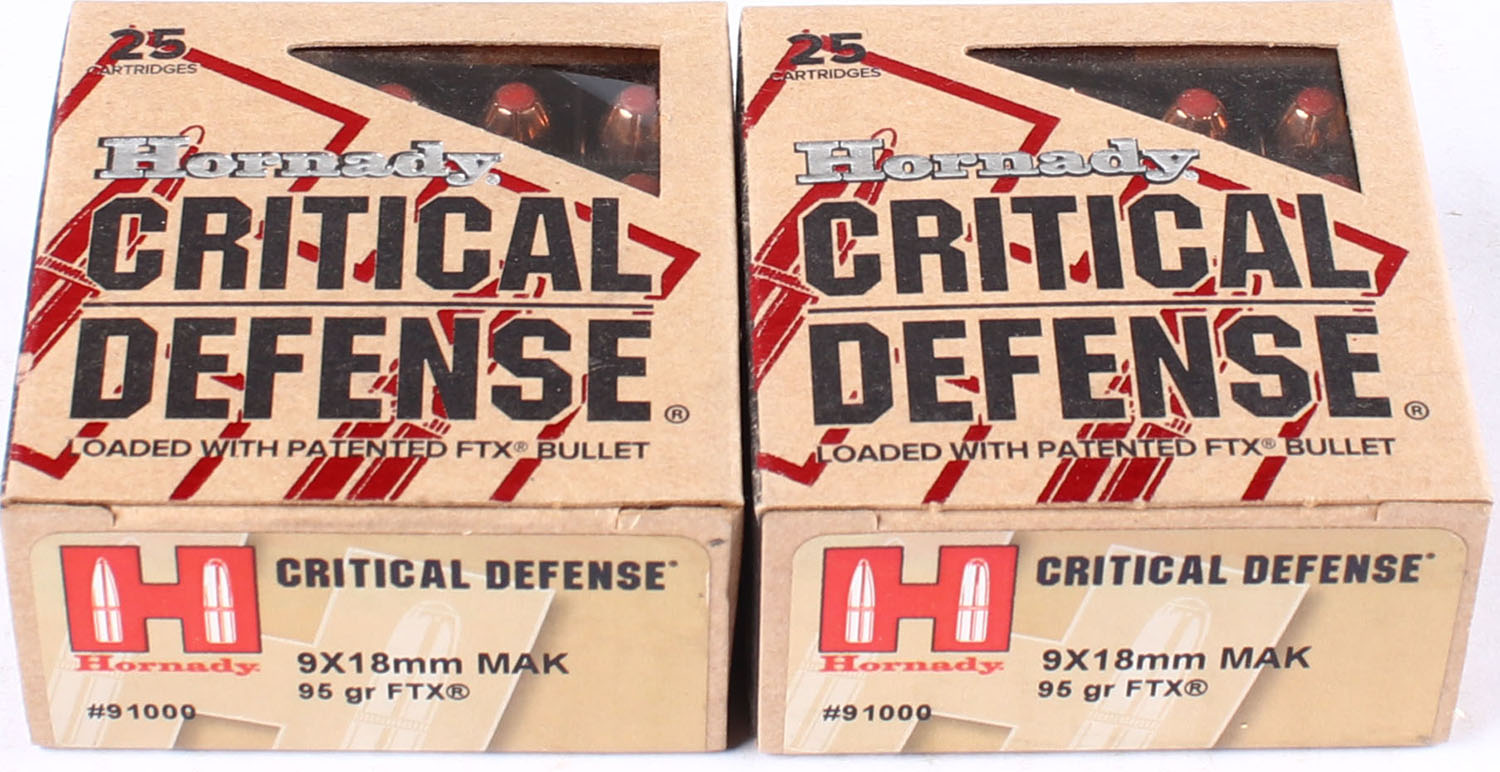 25
CARTRIDGES
Hornady®
CRITICAL
DEFENSE®
LOADED WITH PATENTED FTX® BULLET
H
CRITICAL DEFENSE®
Hornady®
9X18mm MAK
95 gr FTX®
#91000
25
CARTRIDGES
Hornady®
CRITICAL
DEFENSE®
LOADED WITH PATENTED FTX® BULLET
H
CRITICAL DEFENSE®
Hornady®
9X18mm MAK
95 gr FTX®
#91000